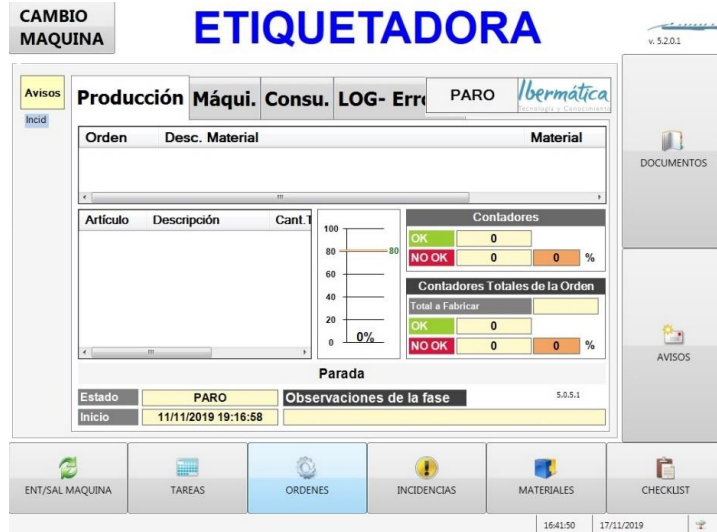 CAMBIO
MAQUINA
ETIQUETADORA
v. 5.2.0.1
Avisos
Incid
Producción Máqui. Consu. LOG- Erro
PARO
Ibermática
Tecnología y Conocimiento
Orden Desc. Material Material
Artículo Descripción Cant.T
100
80 80
60
40
20
0 0%
Contadores
OK 0
NO OK 0 0 %
Contadores Totales de la Orden
Total a Fabricar
OK 0
NO OK 0 0 %
Parada
Estado PARO Observaciones de la fase 5.0.5.1
Inicio 11/11/2019 19:16:58
DOCUMENTOS
AVISOS
ENT/SAL MAQUINA TAREAS ORDENES INCIDENCIAS MATERIALES CHECKLIST
16:41:50 17/11/2019